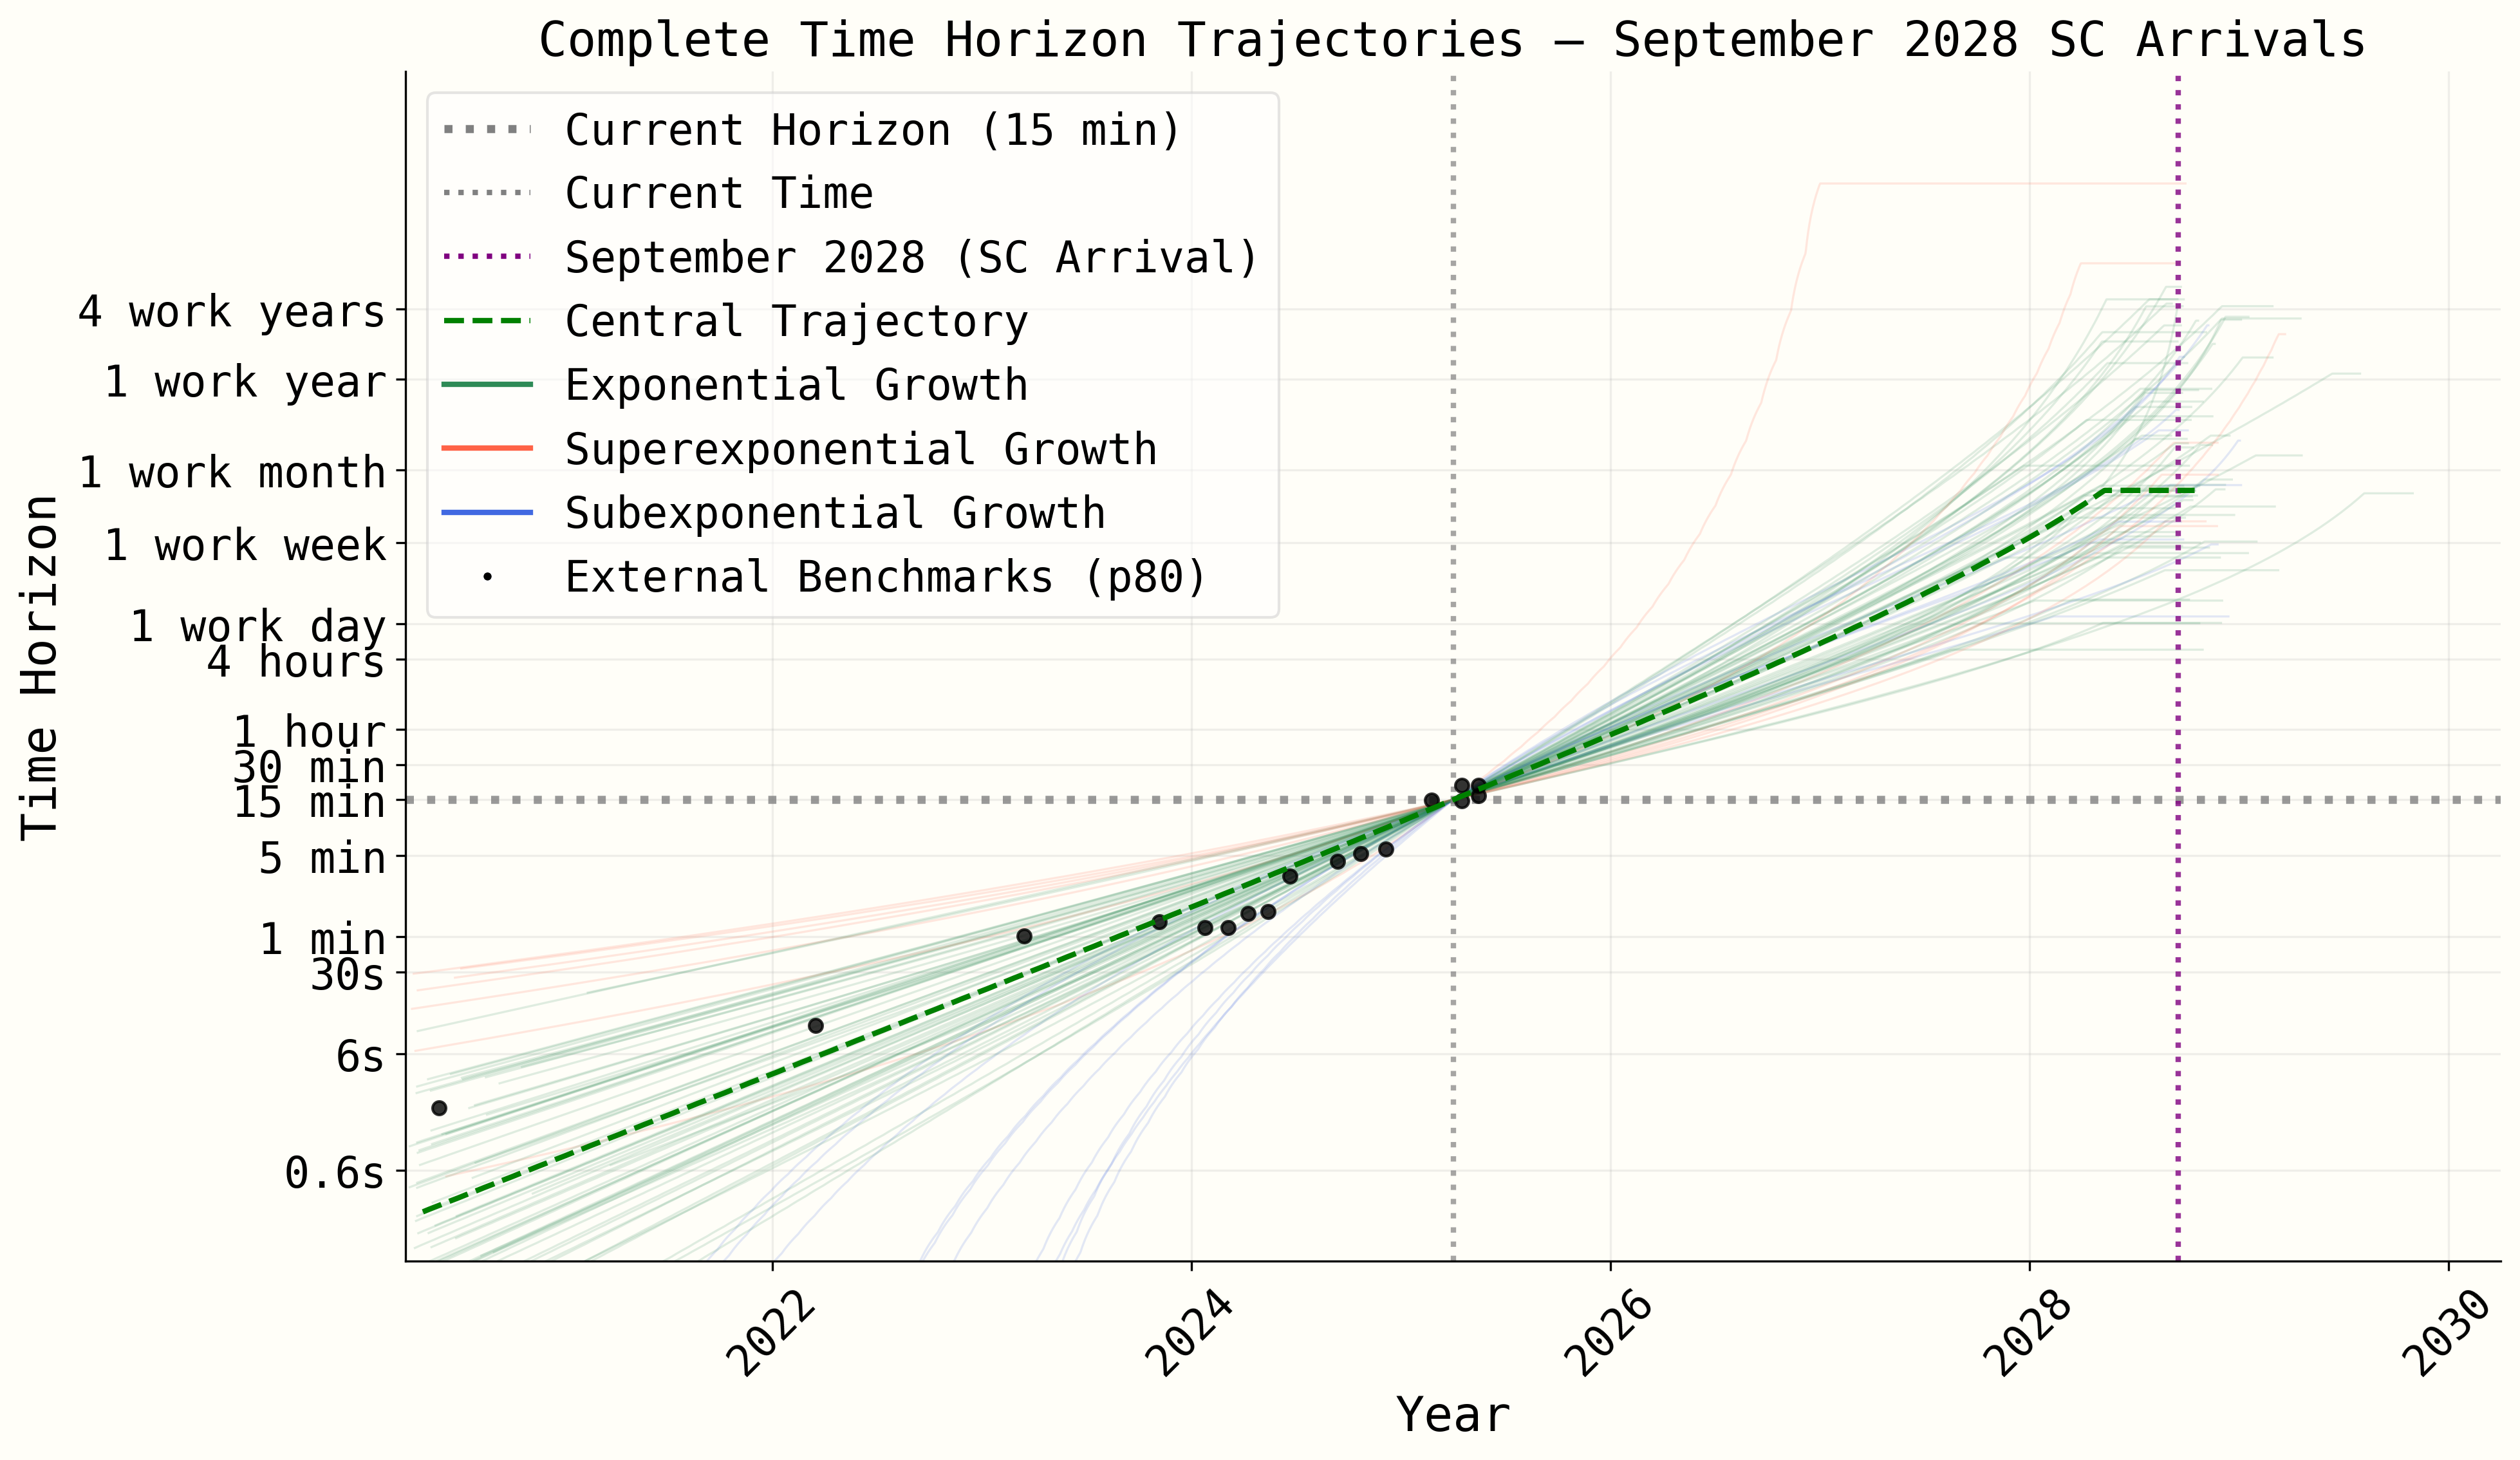 Complete Time Horizon Trajectories — September 2028 SC Arrivals
Current Horizon (15 min)
Current Time
September 2028 (SC Arrival)
Central Trajectory
Exponential Growth
Superexponential Growth
Subexponential Growth
External Benchmarks (p80)
Time Horizon
4 work years
1 work year
1 work month
1 work week
1 work day
4 hours
1 hour
30 min
15 min
5 min
1 min
30s
6s
0.6s
2022
2024
2026
2028
2030
Year